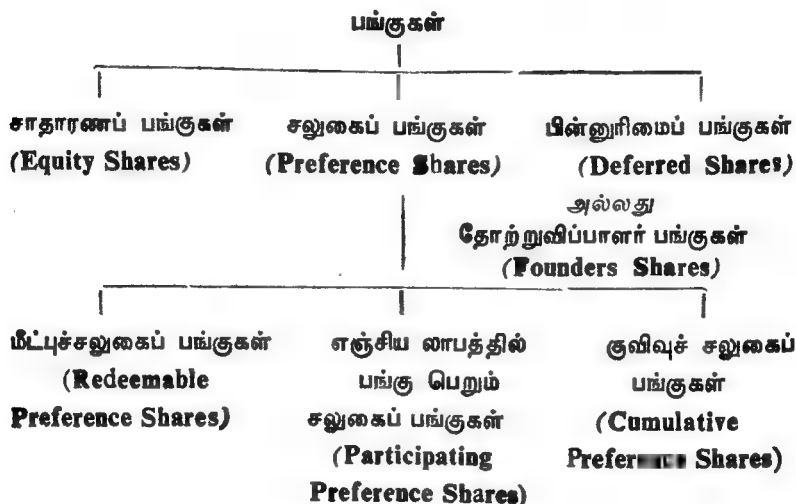 பங்குகள்
சாதாரணப் பங்குகள்
(Equity Shares)
சலுகைப் பங்குகள்
(Preference Shares)
பின்னுரிமைப் பங்குகள்
(Deferred Shares)
அல்லது
தோற்றுவிப்பாளர் பங்குகள்
(Founders Shares)
மீட்புச்சலுகைப் பங்குகள்
(Redeemable
Preference Shares)
எஞ்சிய லாபத்தில்
பங்கு பெறும்
சலுகைப் பங்குகள்
(Participating
Preference Shares)
குவிவுச் சலுகைப்
பங்குகள்
(Cumulative
Preference Shares)